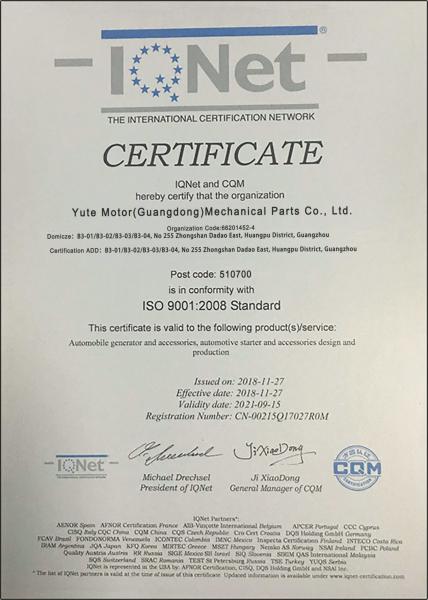 IQNet®
THE INTERNATIONAL CERTIFICATION NETWORK
CERTIFICATE
IQNet and CQM
hereby certify that the organization
Yute Motor(Guangdong)Mechanical Parts Co., Ltd.
Organization Code:66201452-4
Domicze: B3-01/B3-02/B3-03/B3-04, No 255 Zhongshan Dadao East, Huangpu District, Guangzhou
Certification ADD: B3-01/B3-02/B3-03/B3-04, No 255 Zhongshan Dadao East, Huangpu District, Guangzhou
Post code: 510700
is in conformity with
ISO 9001:2008 Standard
This certificate is valid to the following product(s)/service:
Automobile generator and accessories, automotive starter and accessories design and
production
Issued on: 2018-11-27
Effective date: 2018-11-27
Validity date: 2021-09-15
Registration Number: CN-00215Q17027R0M
IQNet
Ji XiaoDong
CQM
Michael Drechsel
President of IQNet
Ji XiaoDong
General Manager of CQM
IQNet Partners*:
AENOR Spain AFNOR Certification France AIB-Vinçotte International Belgium APCER Portugal CCC Cyprus
CISQ Italy CQC China CQM China CQS Czech Republic Cro Cert Croatia DQS Holding GmbH Germany
FCAV Brazil FONDONORMA Venezuela ICONTEC Colombia IMNC Mexico Inspecta Certification Finland INTECO Costa Rica
IRAM Argentina JQA Japan KFQ Korea MIRTEC Greece MSZT Hungary Nemko AS Norway NSAI Ireland PCBC Poland
Quality Austria Austria RR Russia SIGE Mexico SII Israel SIQ Slovenia SIRIM QAS International Malaysia
SQS Switzerland SRAC Romania TEST St Petersburg Russia TSE Turkey YUQS Serbia
IQNet is represented in the USA by: AFNOR Certification, CISQ, DQS Holding GmbH and NSAI Inc.
* The list of IQNet partners is valid at the time of issue of this certificate. Updated information is available under www.iqnet-certification.com